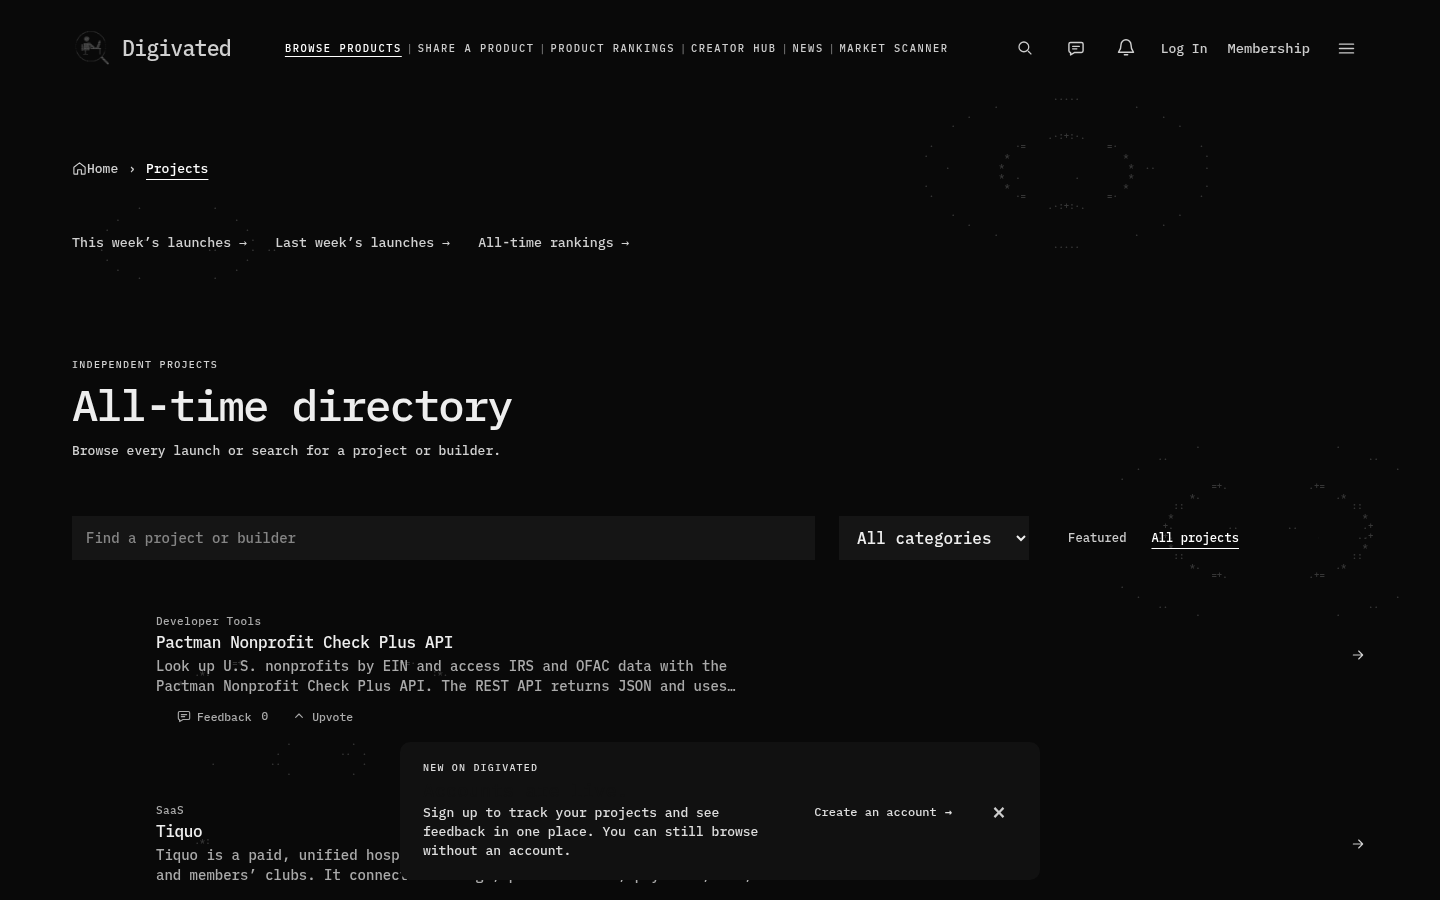 Digivated
BROWSE PRODUCTS | SHARE A PRODUCT | PRODUCT RANKINGS | CREATOR HUB | NEWS | MARKET SCANNER
Log In Membership
Home › Projects
This week’s launches → Last week’s launches → All-time rankings →
INDEPENDENT PROJECTS
All-time directory
Browse every launch or search for a project or builder.
Find a project or builder
All categories
Featured All projects
Developer Tools
Pactman Nonprofit Check Plus API
Look up U.S. nonprofits by EIN and access IRS and OFAC data with the
Pactman Nonprofit Check Plus API. The REST API returns JSON and uses…
Feedback 0 Upvote
NEW ON DIGIVATED
Sign up to track your projects and see
feedback in one place. You can still browse
without an account.
Create an account →
SaaS
Tiquo
Tiquo is a paid, unified hosp
and members’ clubs. It connect